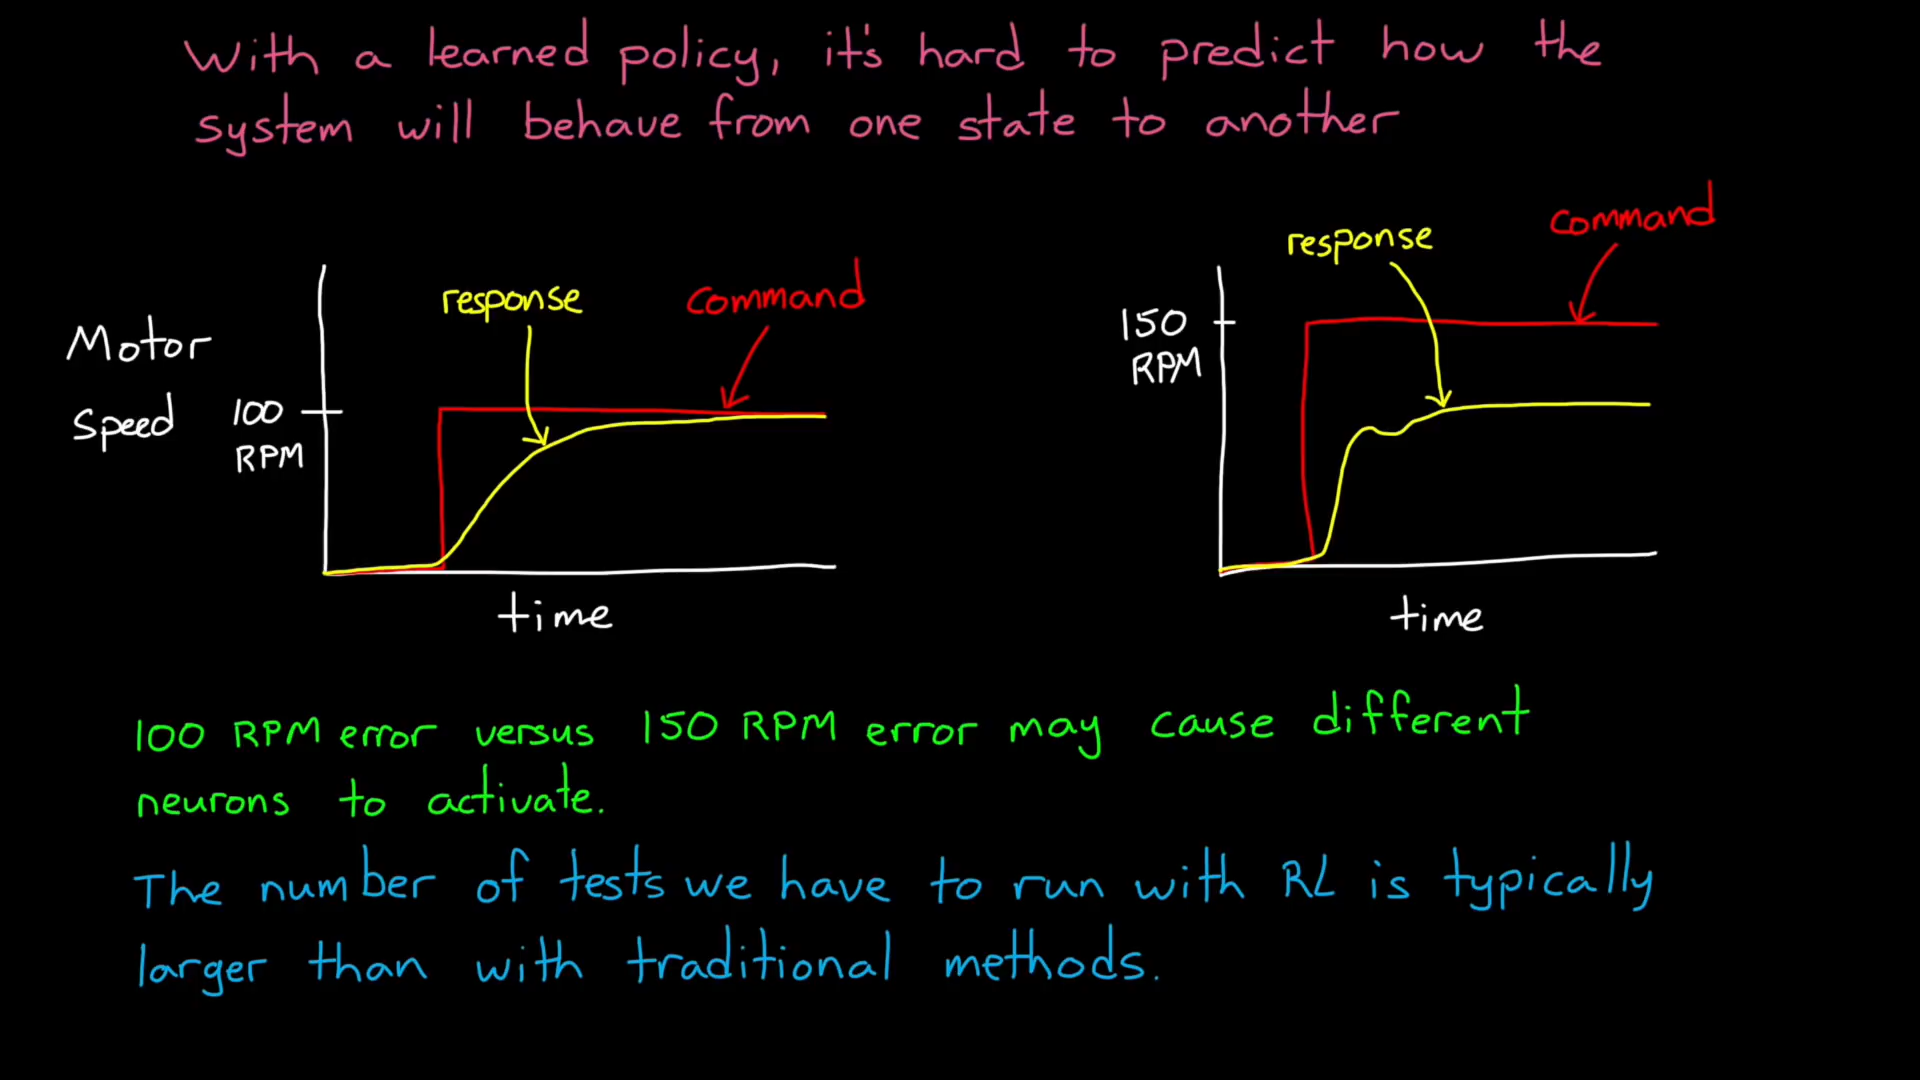 With a learned policy, it's hard to predict how the
system will behave from one state to another
Motor
Speed
100
RPM
response
command
time
150
RPM
response
command
time
100 RPM error versus 150 RPM error may cause different
neurons to activate.
The number of tests we have to run with RL is typically
larger than with traditional methods.